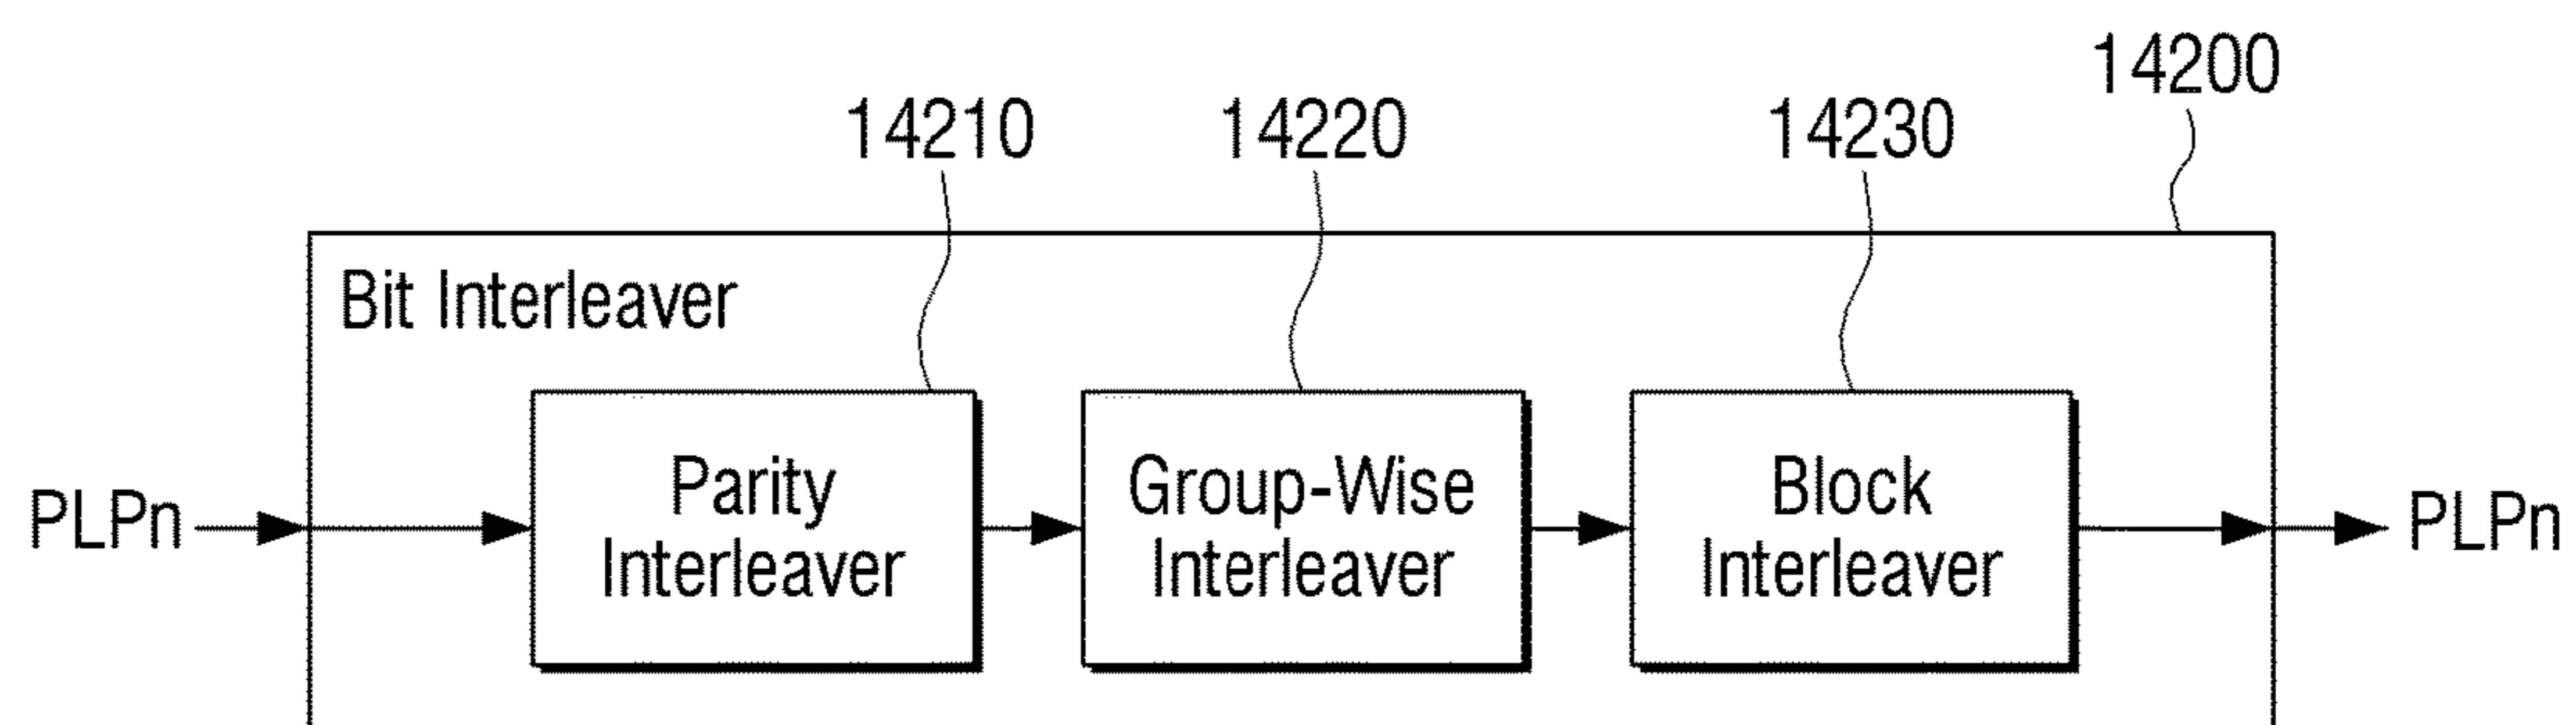 14200
14210 14220 14230
Bit Interleaver
PLPn
Parity
Interleaver
Group-Wise
Interleaver
Block
Interleaver
PLPn